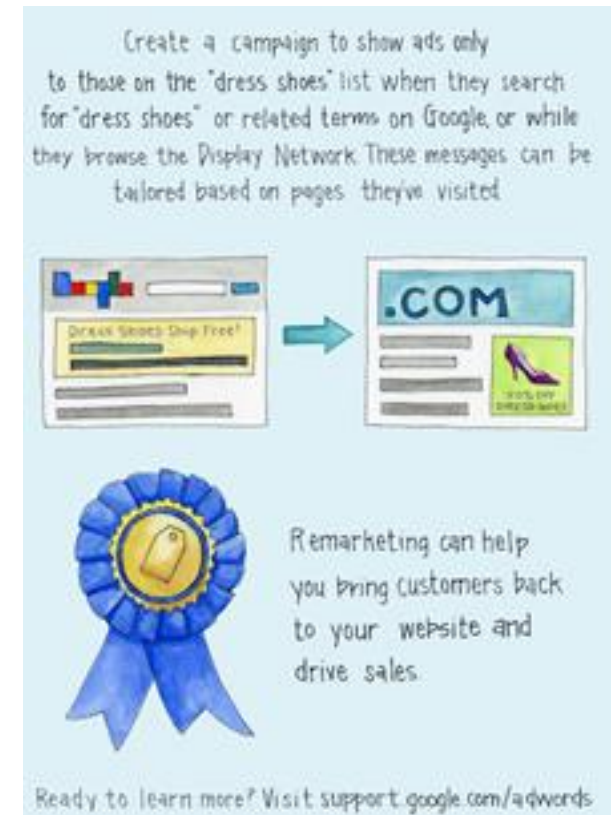 Create a campaign to show ads only
to those on the "dress shoes" list when they search
for "dress shoes" or related terms on Google, or while
they browse the Display Network. These messages can be
tailored based on pages they've visited
Dress Shoes Ship Free!
.COM
OFF
DRESS SHOES
Remarketing can help
you bring customers back
to your website and
drive sales.
Ready to learn more? Visit support.google.com/adwords